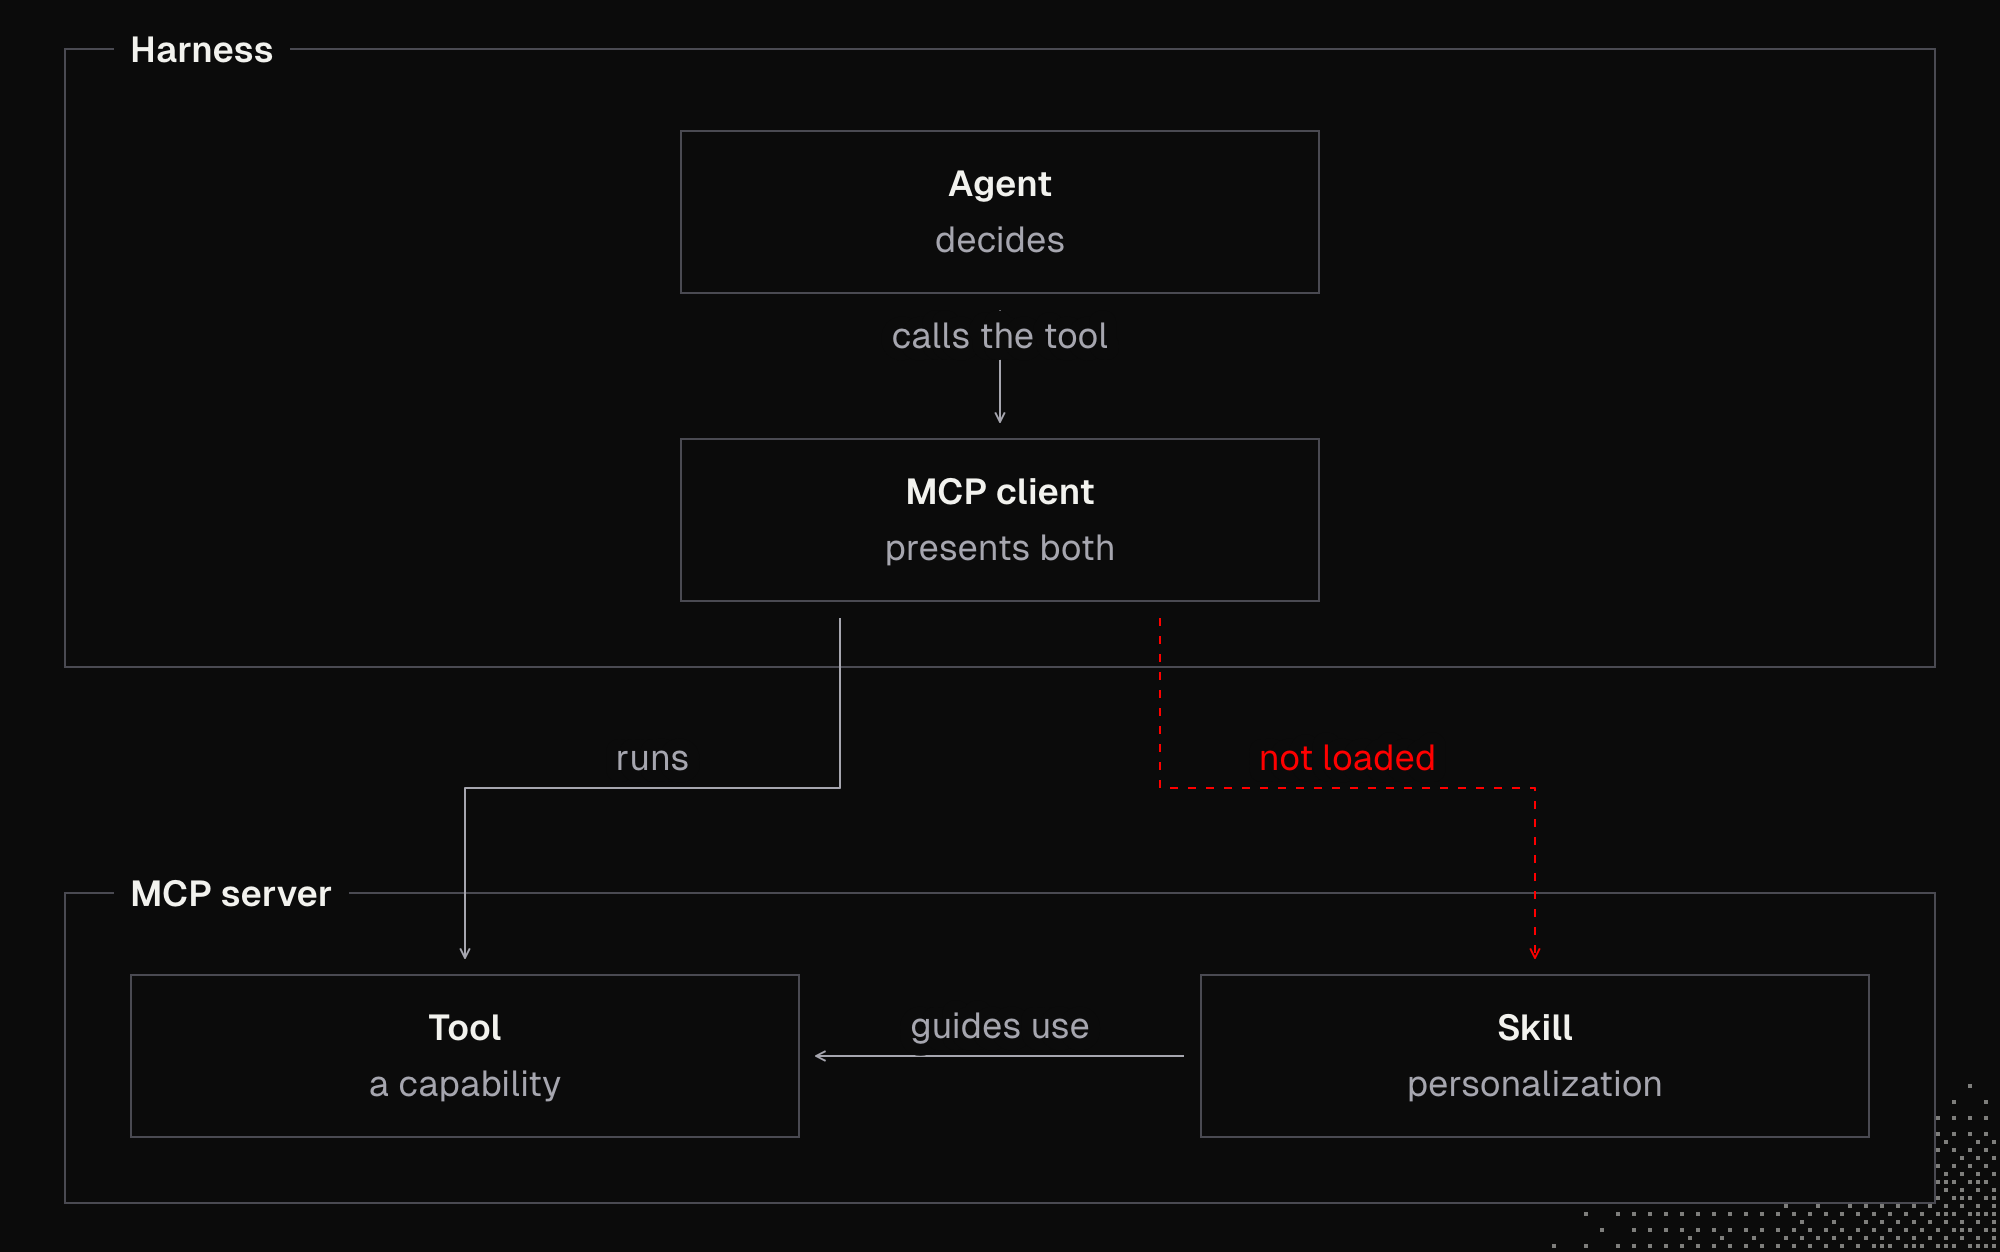 Harness
Agent
decides
calls the tool
MCP client
presents both
runs
not loaded
MCP server
Tool
a capability
guides use
Skill
personalization